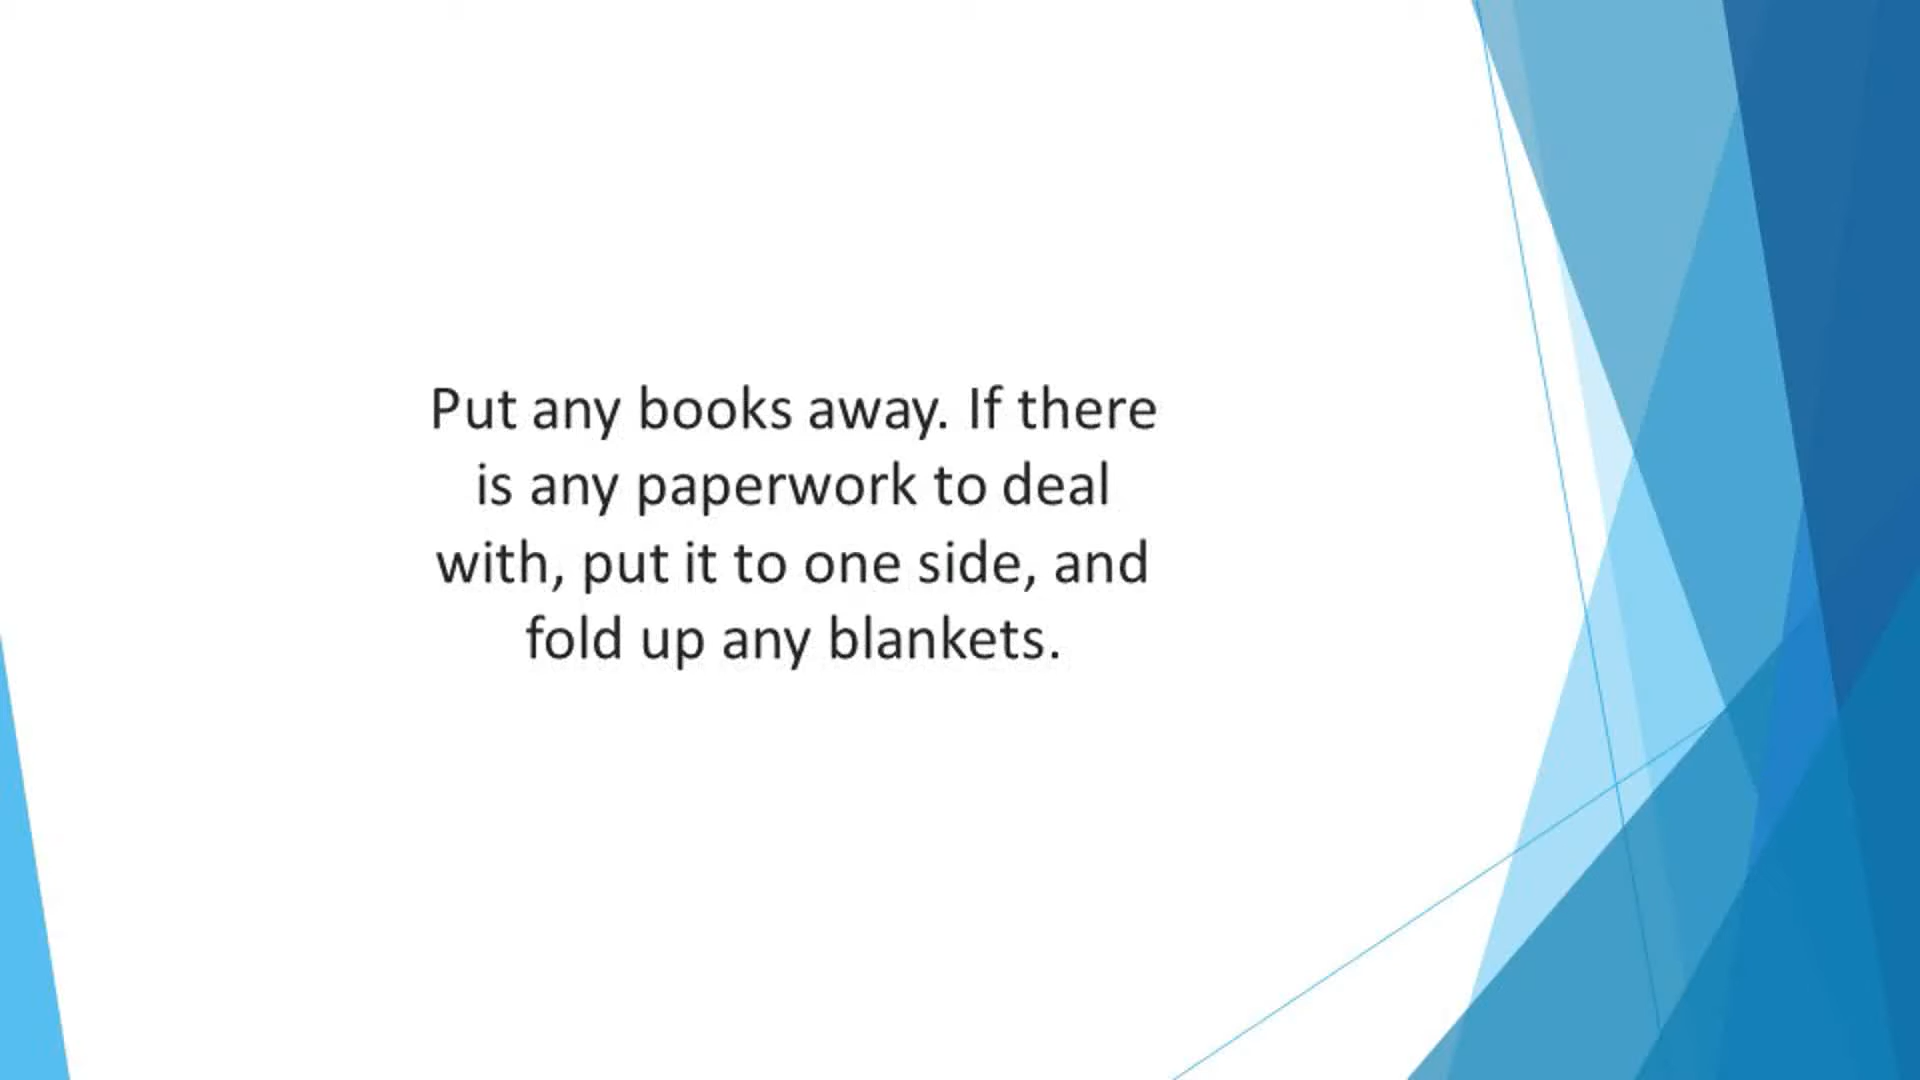 Put any books away. If there
is any paperwork to deal
with, put it to one side, and
fold up any blankets.